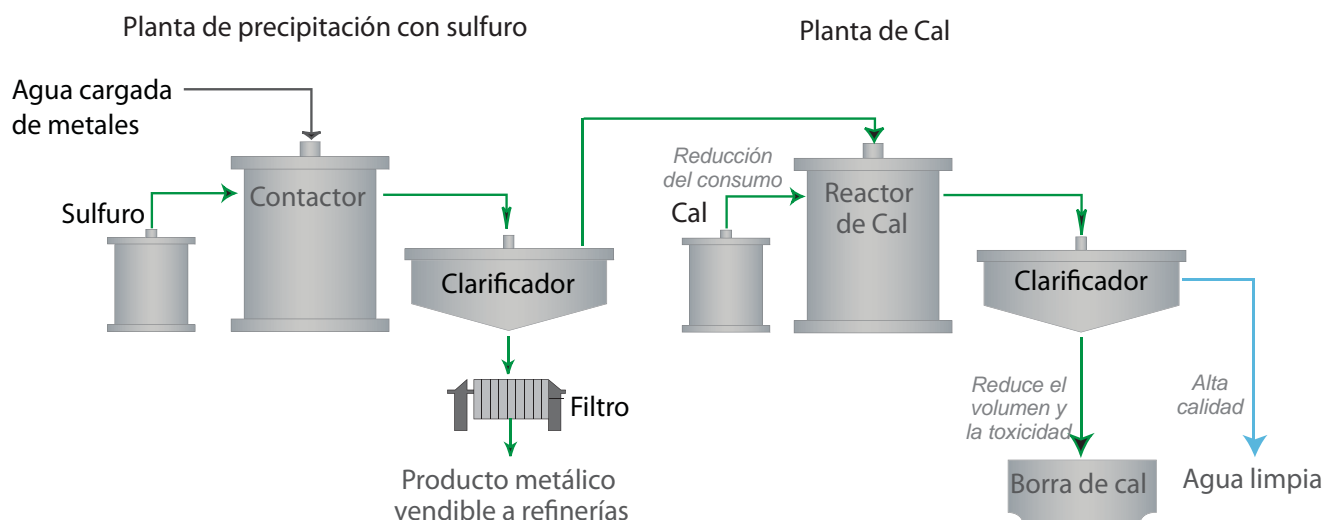 Planta de precipitación con sulfuro
Planta de Cal
Agua cargada
de metales
Sulfuro
Contactor
Clarificador
Filtro
Producto metálico
vendible a refinerías
Reducción
del consumo
Cal
Reactor
de Cal
Clarificador
Reduce el
volumen y
la toxicidad
Alta
calidad
Borra de cal
Agua limpia